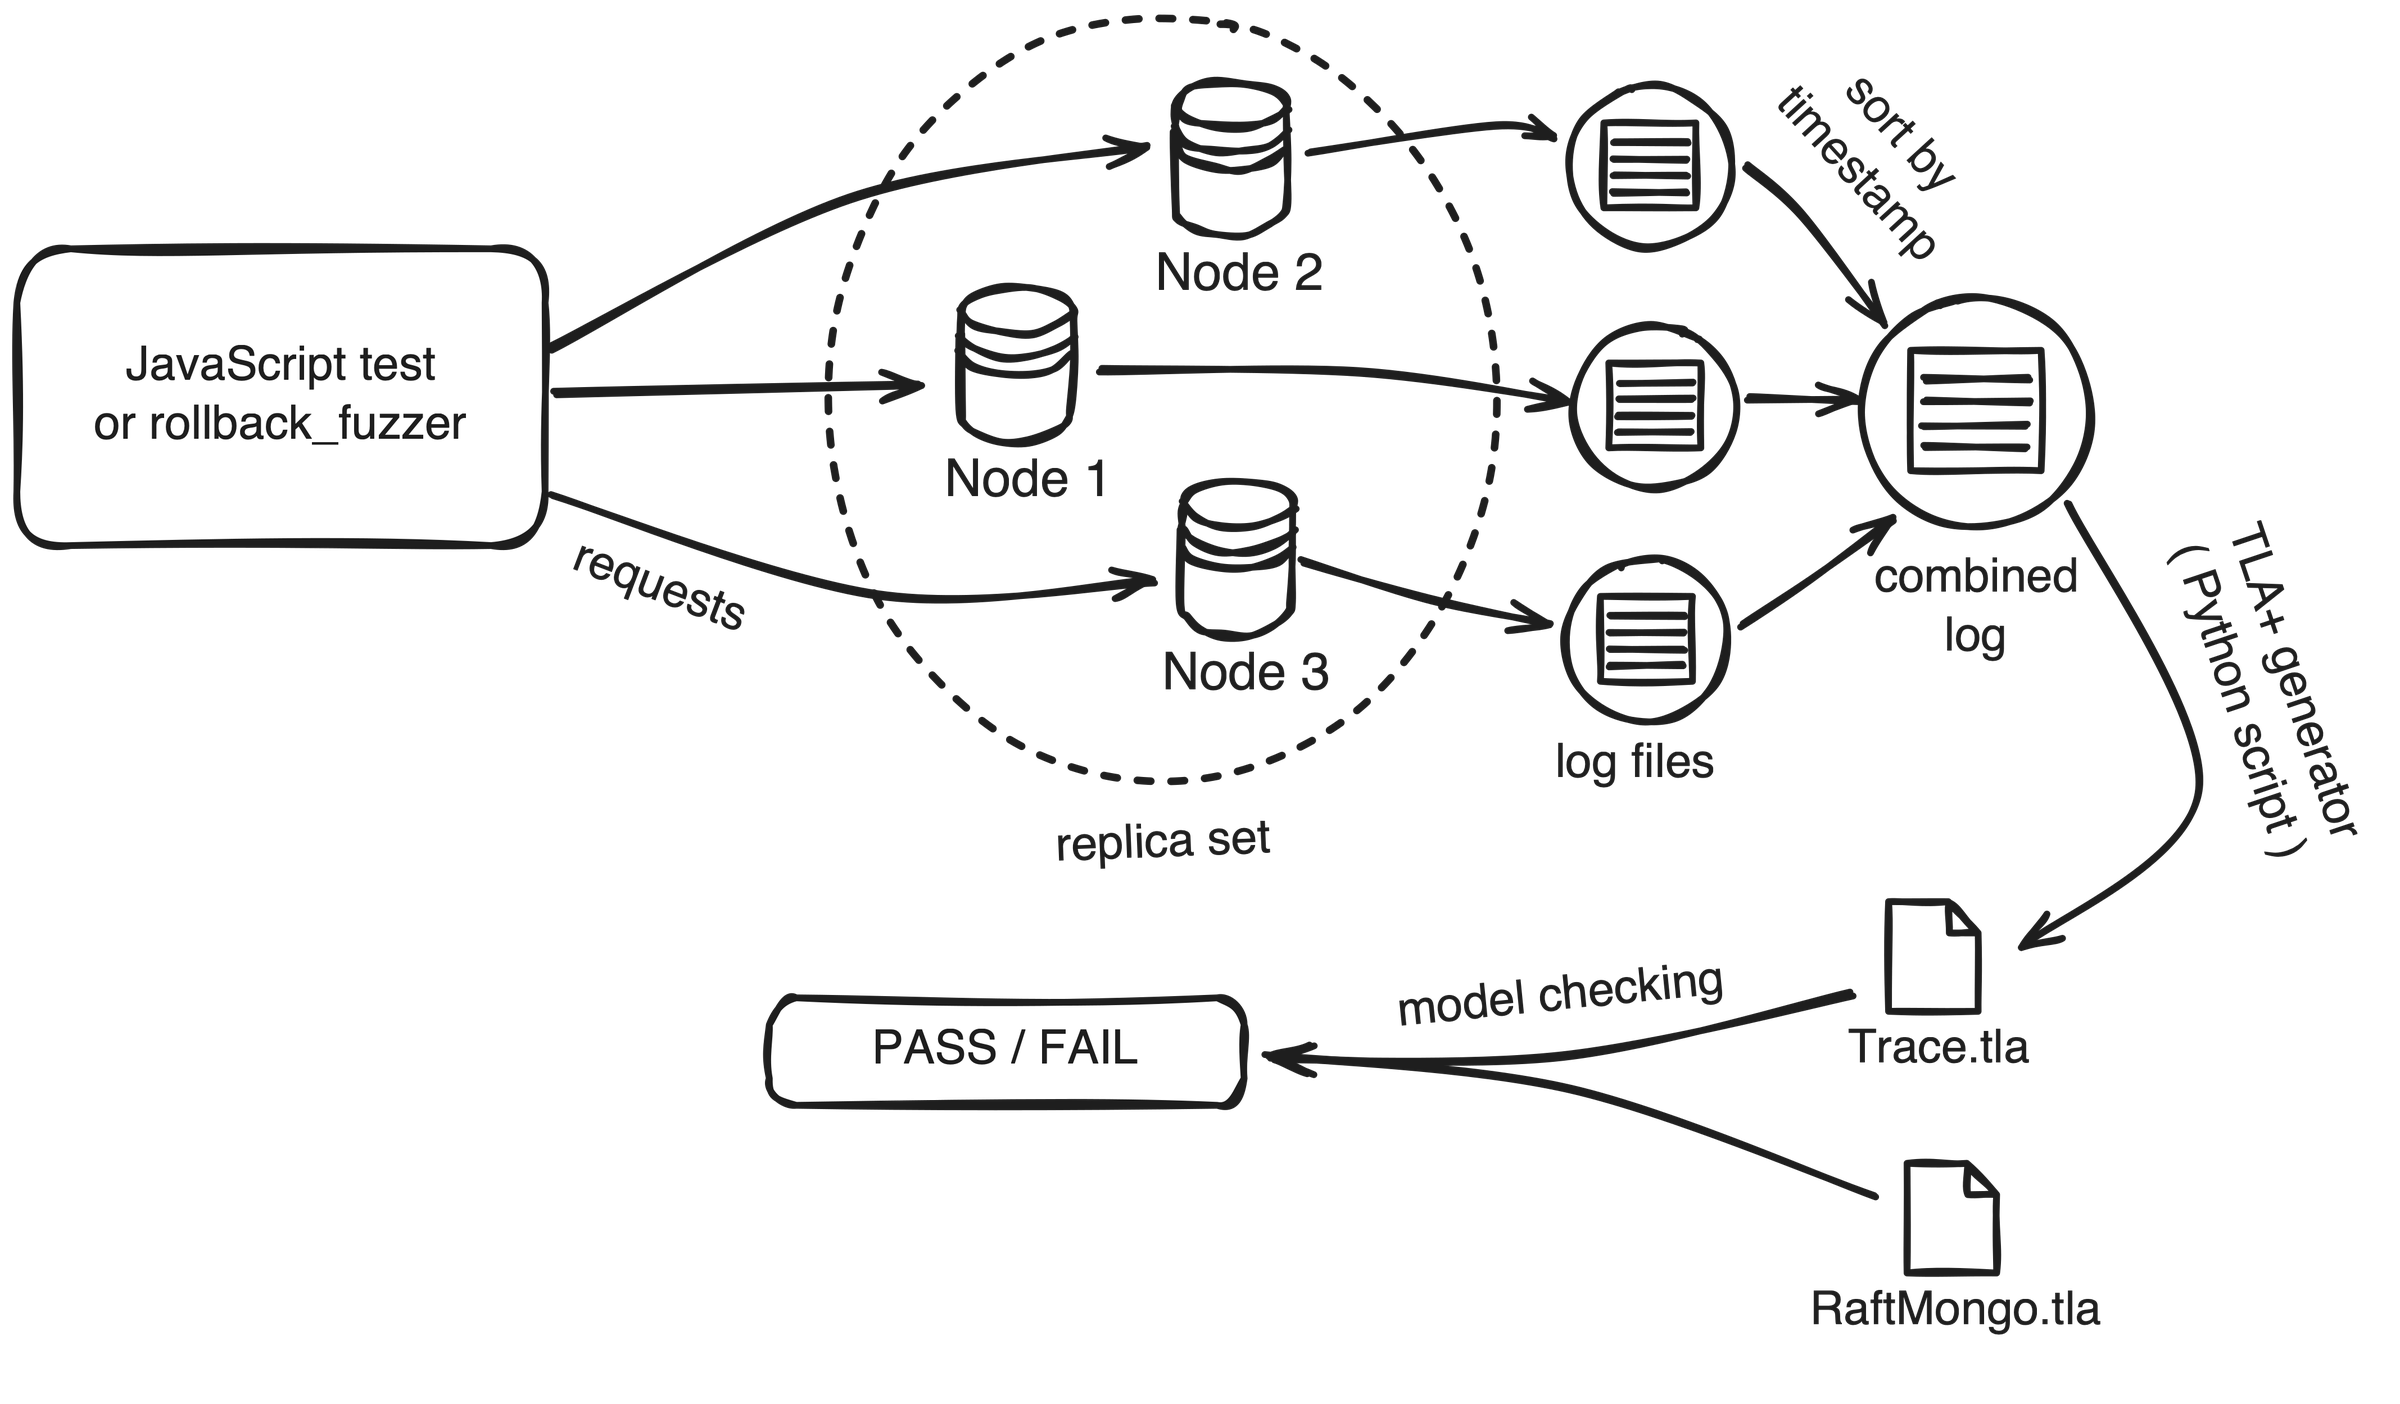 JavaScript test
or rollback_fuzzer
requests
Node 2
Node 1
Node 3
replica set
log files
sort by
timestamp
combined
log
TLA+ generator
( Python script )
Trace.tla
model checking
PASS / FAIL
RaftMongo.tla